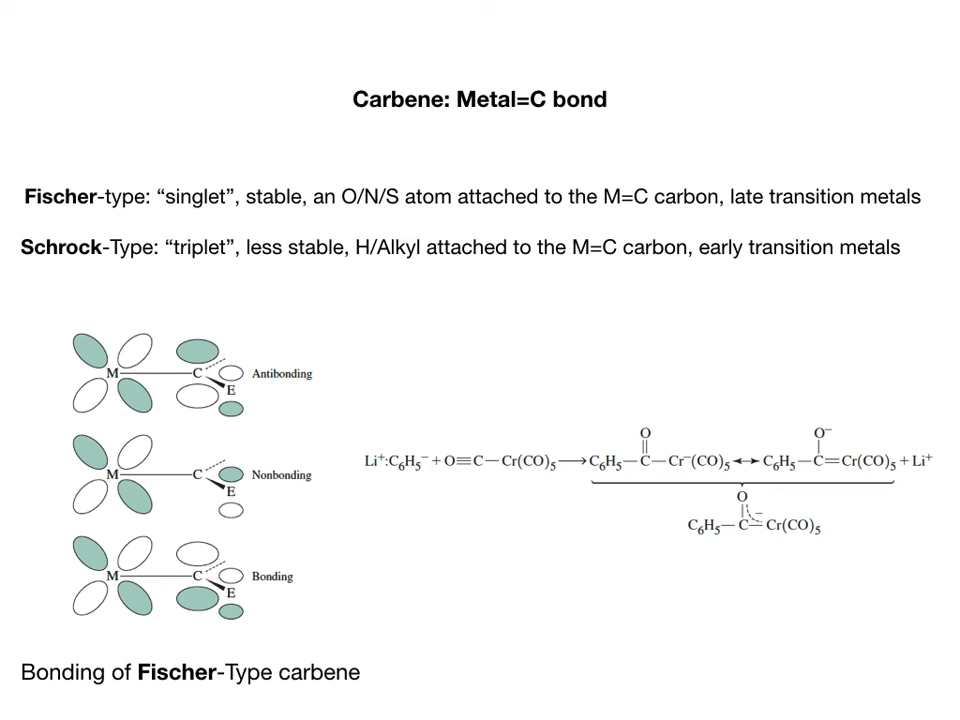 Carbene: Metal=C bond
Fischer-type: “singlet”, stable, an O/N/S atom attached to the M=C carbon, late transition metals
Schrock-Type: “triplet”, less stable, H/Alkyl attached to the M=C carbon, early transition metals
M C E Antibonding
M C E Nonbonding
M C E Bonding
O O⁻
Li⁺:C₆H₅⁻ + O≡C—Cr(CO)₅ ⟶ C₆H₅—C—Cr⁻(CO)₅ ⟷ C₆H₅—C=Cr(CO)₅ + Li⁺
O
C₆H₅—C=Cr(CO)₅
Bonding of Fischer-Type carbene